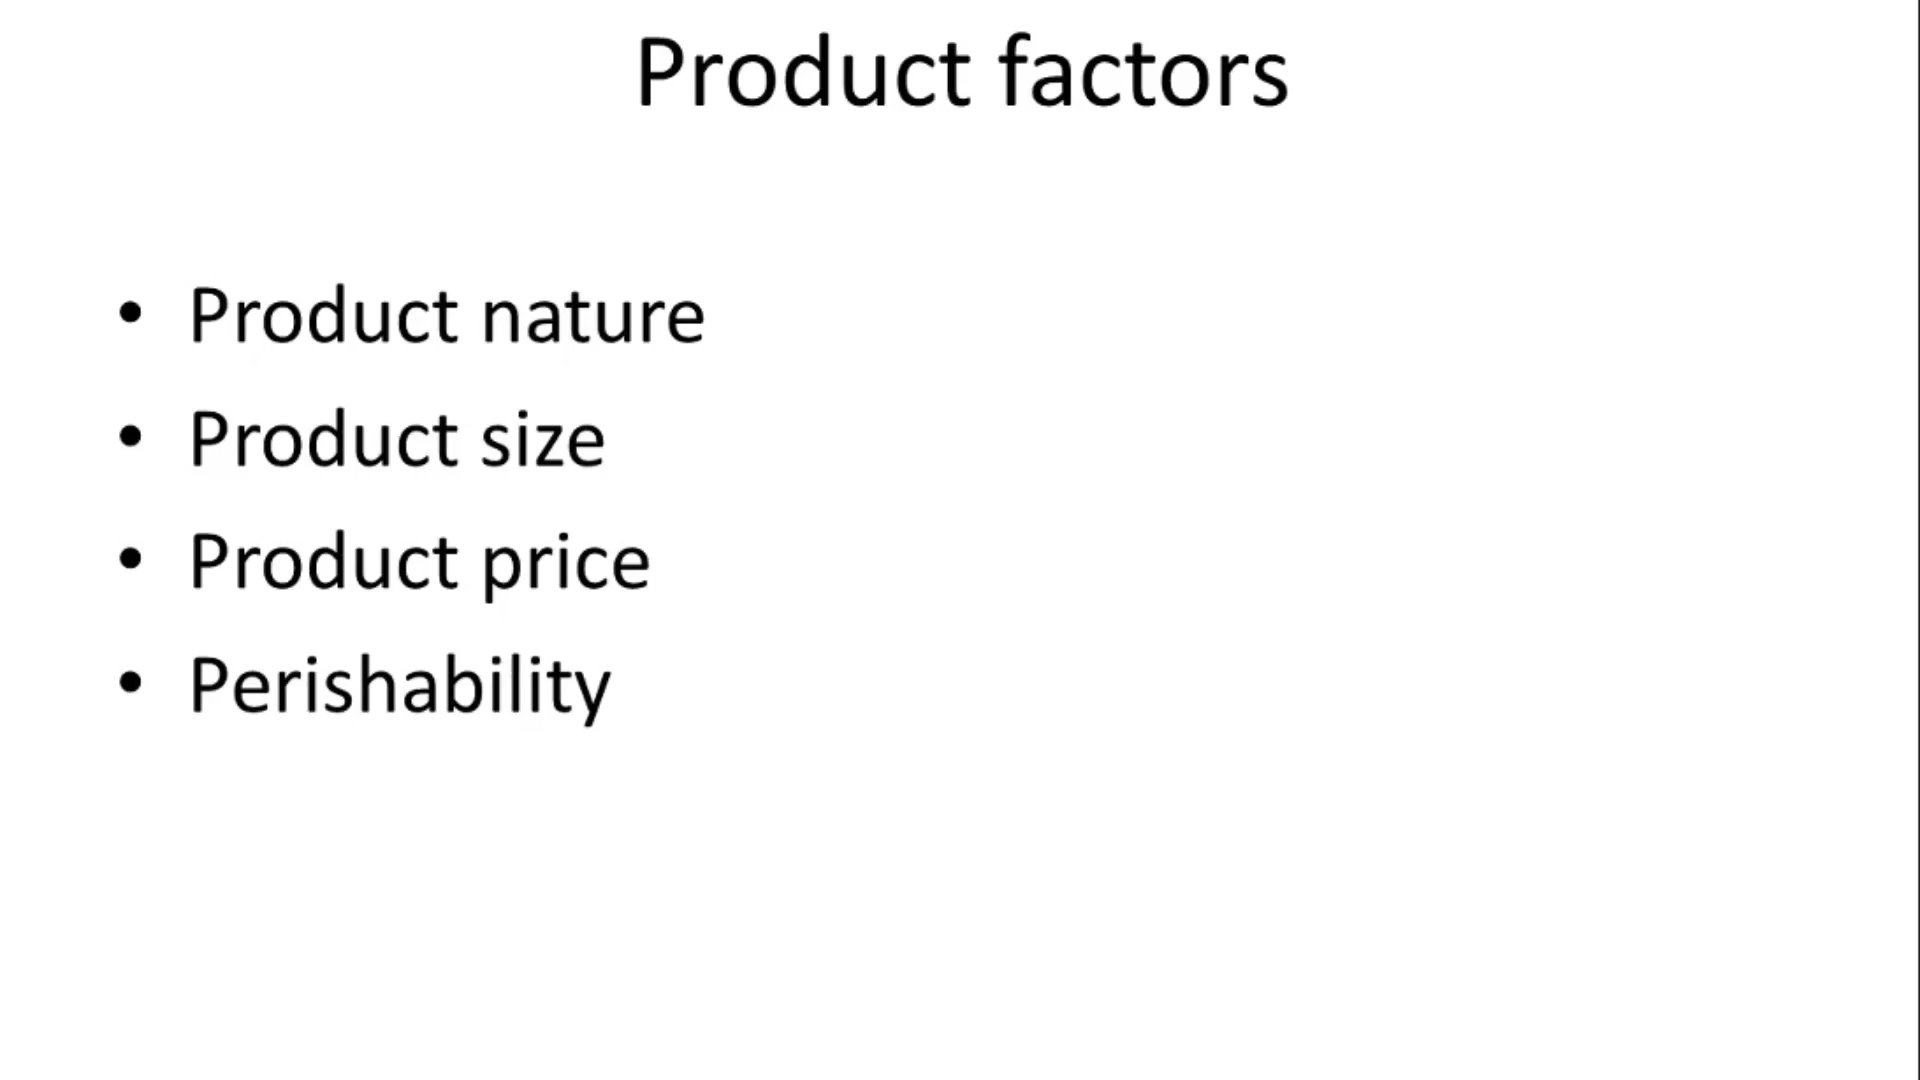 Product factors
• Product nature
• Product size
• Product price
• Perishability